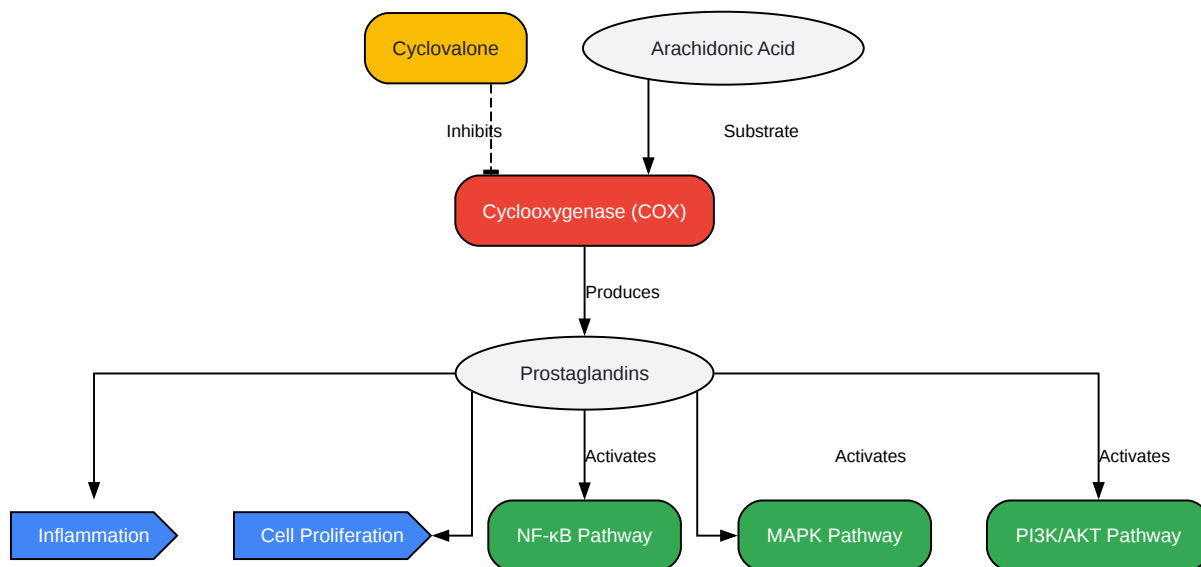 Cyclovalone
Arachidonic Acid
Inhibits
Substrate
Cyclooxygenase (COX)
Produces
Prostaglandins
Activates
Activates
Activates
Inflammation
Cell Proliferation
NF-κB Pathway
MAPK Pathway
PI3K/AKT Pathway